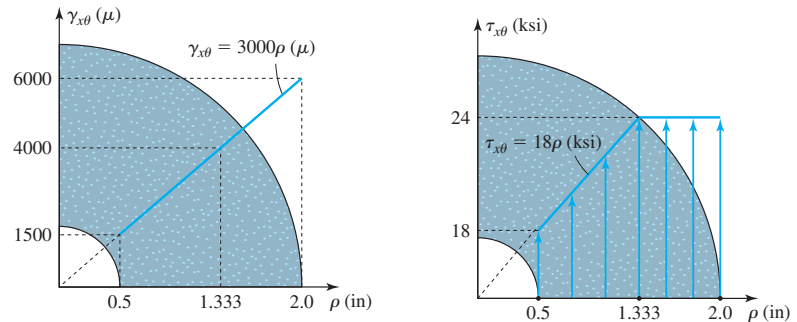 γxθ (μ)
γxθ = 3000ρ (μ)
6000
4000
1500
0.5
1.333
2.0
ρ (in)
τxθ (ksi)
24
τxθ = 18ρ (ksi)
18
0.5
1.333
2.0
ρ (in)